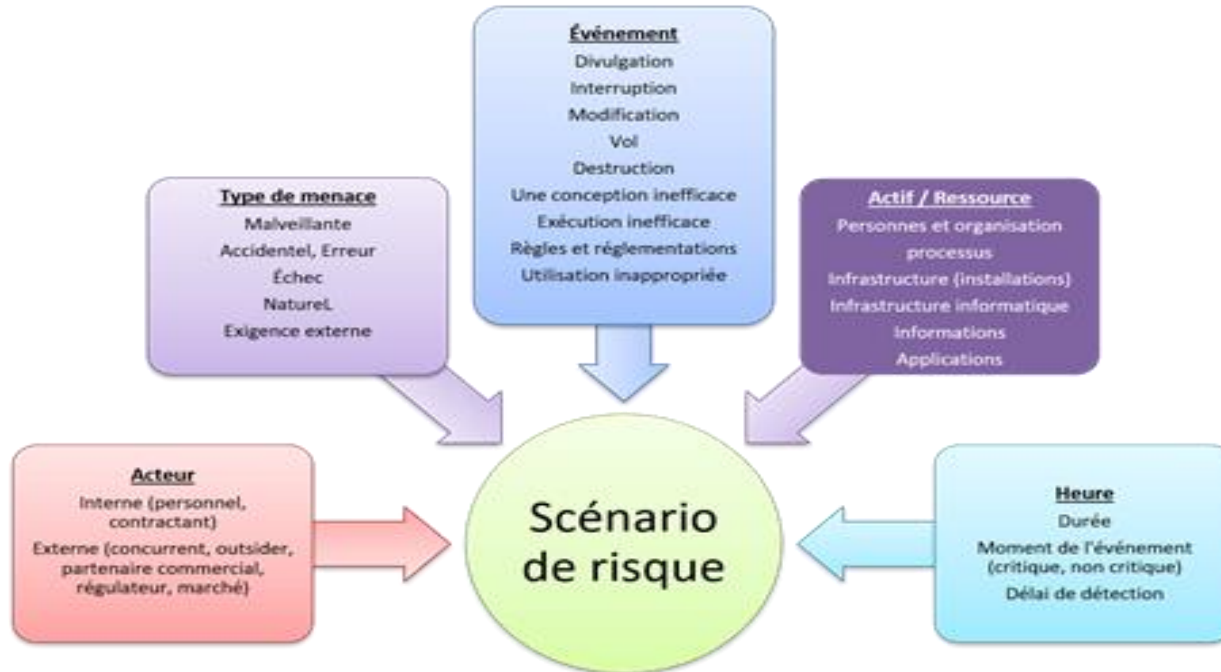 Événement
Divulgation
Interruption
Modification
Vol
Destruction
Une conception inefficace
Exécution inefficace
Règles et réglementations
Utilisation inappropriée
Type de menace
Malveillante
Accidentel, Erreur
Échec
NatureL
Exigence externe
Actif / Ressource
Personnes et organisation
processus
Infrastructure (installations)
Infrastructure informatique
Informations
Applications
Acteur
Interne (personnel,
contractant)
Externe (concurrent, outsider,
partenaire commercial,
régulateur, marché)
Scénario
de risque
Heure
Durée
Moment de l'événement
(critique, non critique)
Délai de détection